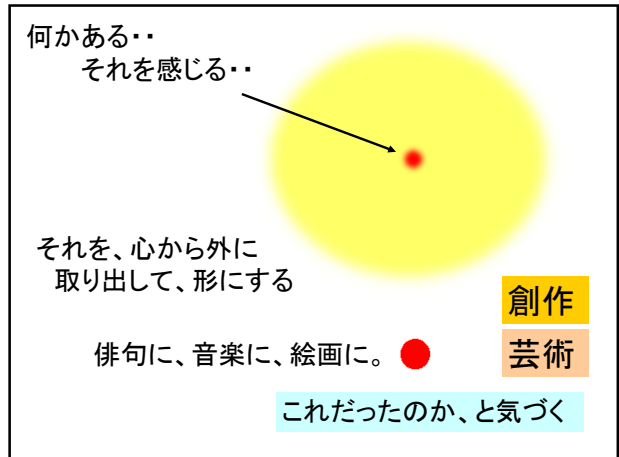 何かある・・
それを感じる・・
それを、心から外に
取り出して、形にする
創作
俳句に、音楽に、絵画に。
芸術
これだったのか、と気づく